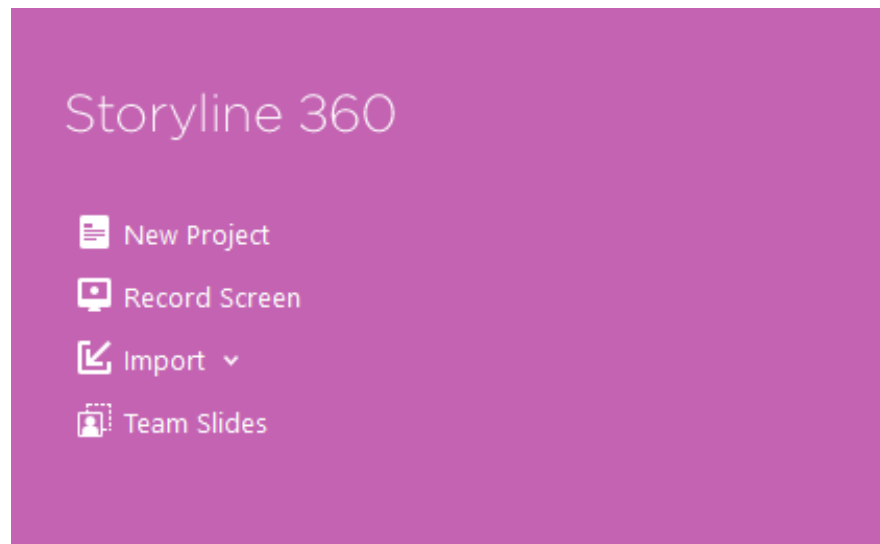 Storyline 360
New Project
Record Screen
Import
Team Slides